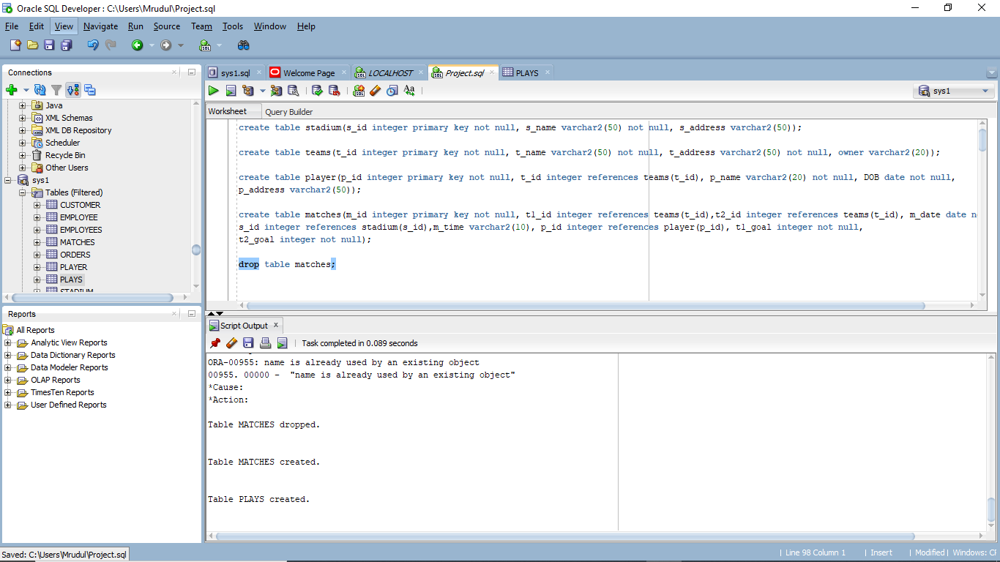 Oracle SQL Developer : C:\Users\Mrudul\Project.sql
File Edit View Navigate Run Source Team Tools Window Help
Connections
Java
XML Schemas
XML DB Repository
Scheduler
Recycle Bin
Other Users
sys1
Tables (Filtered)
CUSTOMER
EMPLOYEE
EMPLOYEES
MATCHES
ORDERS
PLAYER
PLAYS
STADIUM
Reports
All Reports
Analytic View Reports
Data Dictionary Reports
Data Modeler Reports
OLAP Reports
TimesTen Reports
User Defined Reports
sys1.sql Welcome Page LOCALHOST Project.sql PLAYS
sys1
Worksheet Query Builder
create table stadium(s_id integer primary key not null, s_name varchar2(50) not null, s_address varchar2(50));
create table teams(t_id integer primary key not null, t_name varchar2(50) not null, t_address varchar2(50) not null, owner varchar2(20));
create table player(p_id integer primary key not null, t_id integer references teams(t_id), p_name varchar2(20) not null, DOB date not null,
p_address varchar2(50));
create table matches(m_id integer primary key not null, t1_id integer references teams(t_id),t2_id integer references teams(t_id), m_date date n
s_id integer references stadium(s_id),m_time varchar2(10), p_id integer references player(p_id), t1_goal integer not null,
t2_goal integer not null);
drop table matches;
Script Output
Task completed in 0.089 seconds
ORA-00955: name is already used by an existing object
00955. 00000 - "name is already used by an existing object"
*Cause:
*Action:
Table MATCHES dropped.
Table MATCHES created.
Table PLAYS created.
Saved: C:\Users\Mrudul\Project.sql
Line 98 Column 1 Insert Modified Windows: CF